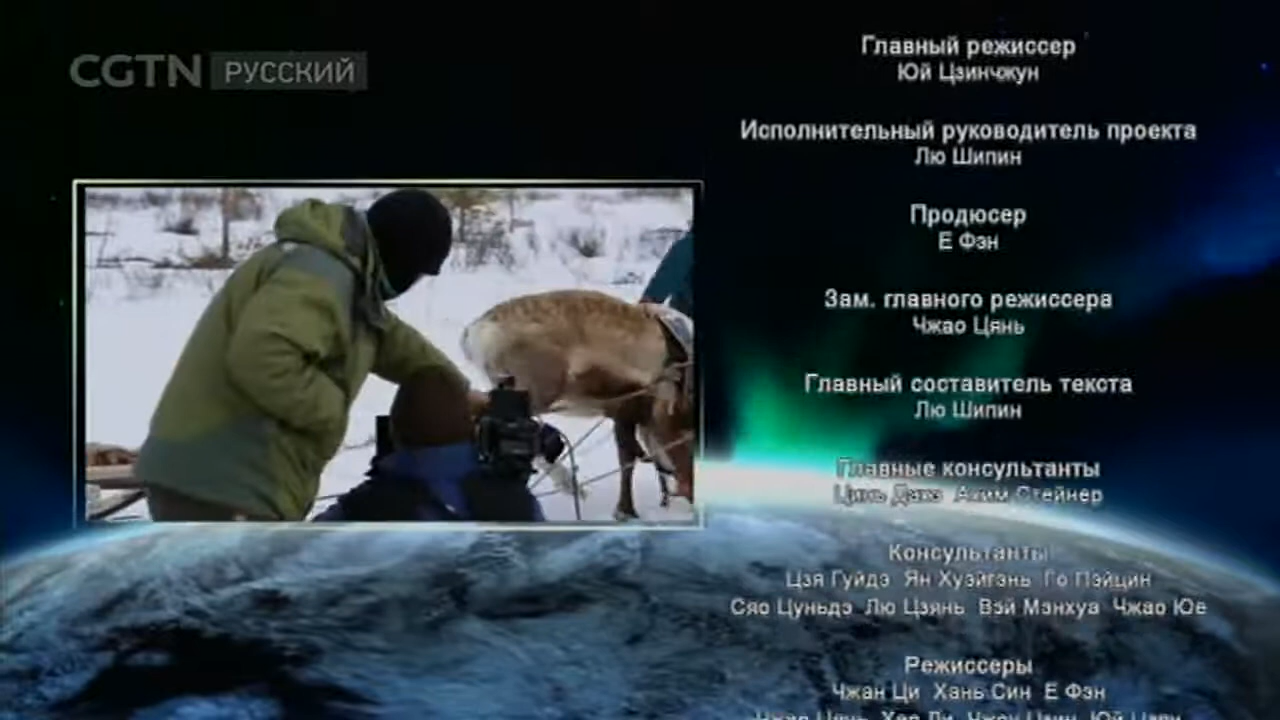 CGTN РУССКИЙ
Главный режиссер
Юй Цзинчжун
Исполнительный руководитель проекта
Лю Шипин
Продюсер
Е Фэн
Зам. главного режиссера
Чжао Цянь
Главный составитель текста
Лю Шипин
Главные консультанты
Цинь Дахэ Ахим Стейнер
Консультанты
Цзя Гуйдэ Ян Хуэйгэнь Го Пэйцин
Сяо Цуньдэ Лю Цзянь Вэй Мэнхуа Чжао Юе
Режиссеры
Чжан Ци Хань Син Е Фэн